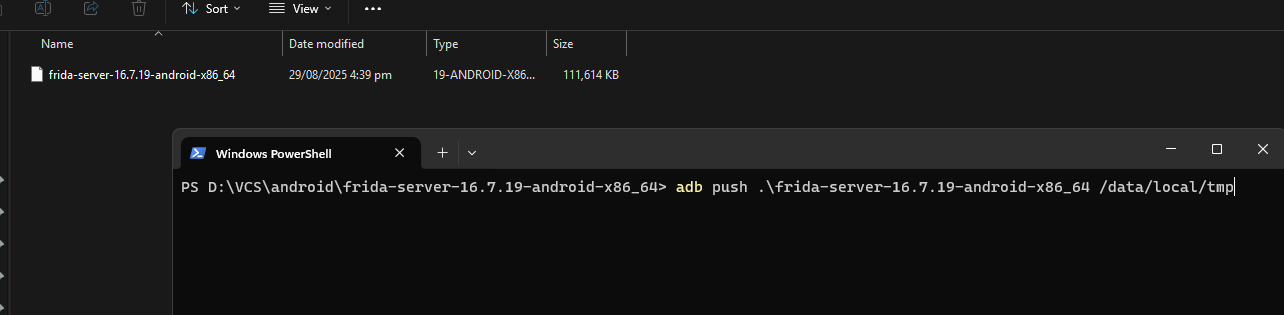 Sort View
Name Date modified Type Size
frida-server-16.7.19-android-x86_64 29/08/2025 4:39 pm 19-ANDROID-X86... 111,614 KB
Windows PowerShell
PS D:\VCS\android\frida-server-16.7.19-android-x86_64> adb push .\frida-server-16.7.19-android-x86_64 /data/local/tmp